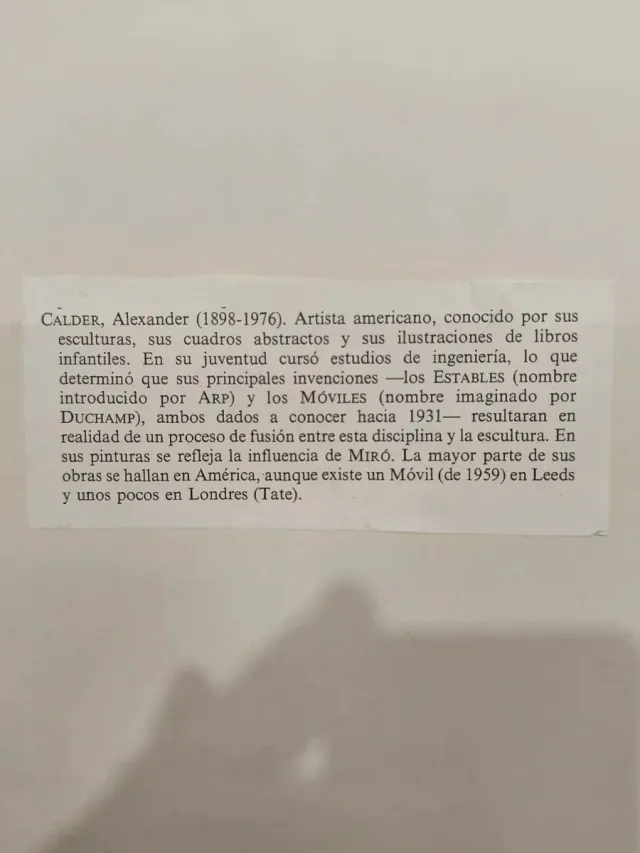 CALDER, Alexander (1898-1976). Artista americano, conocido por sus
esculturas, sus cuadros abstractos y sus ilustraciones de libros
infantiles. En su juventud cursó estudios de ingeniería, lo que
determinó que sus principales invenciones —los ESTABLES (nombre
introducido por ARP) y los MÓVILES (nombre imaginado por
DUCHAMP), ambos dados a conocer hacia 1931— resultaran en
realidad de un proceso de fusión entre esta disciplina y la escultura. En
sus pinturas se refleja la influencia de MIRÓ. La mayor parte de sus
obras se hallan en América, aunque existe un Móvil (de 1959) en Leeds
y unos pocos en Londres (Tate).